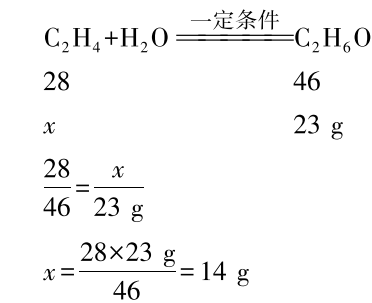 C₂H₄+H₂O ══一定条件══ C₂H₆O
28 46
x 23 g
28/46 = x/23 g
x = 28×23 g/46 = 14 g